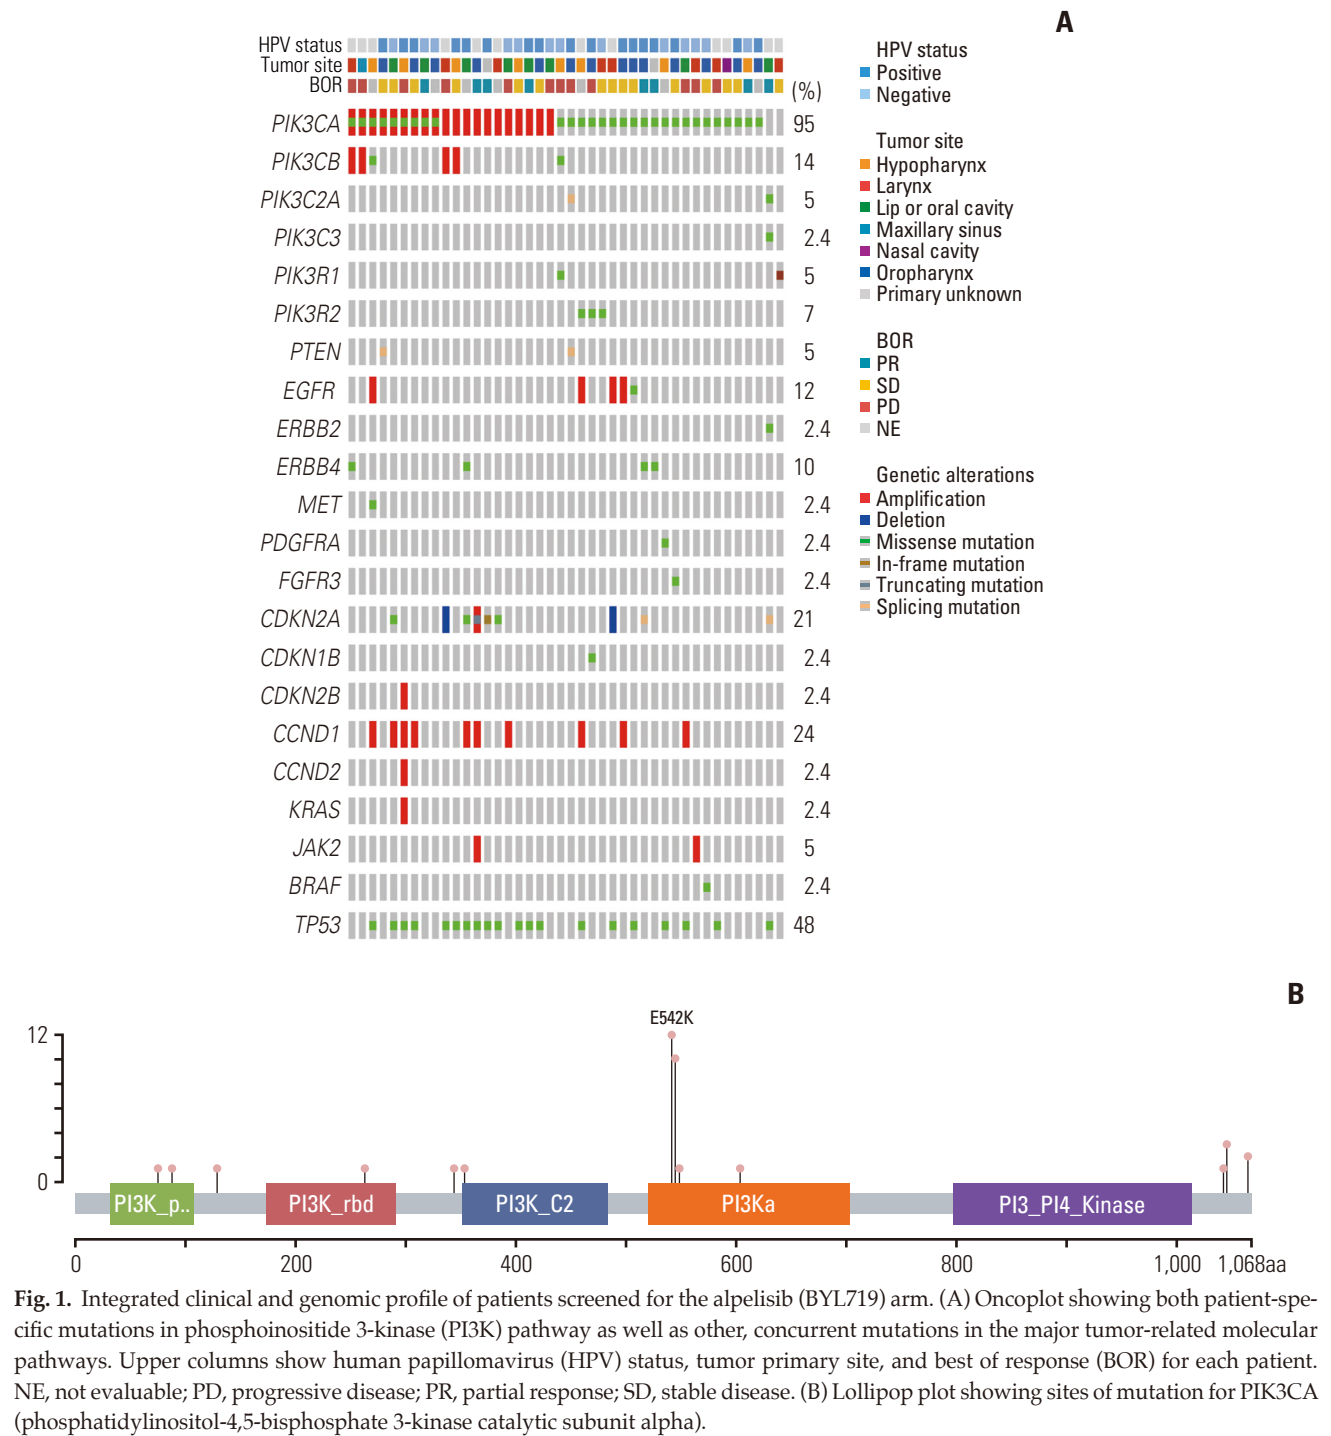 A
HPV status
Tumor site
BOR
(%)
PIK3CA 95
PIK3CB 14
PIK3C2A 5
PIK3C3 2.4
PIK3R1 5
PIK3R2 7
PTEN 5
EGFR 12
ERBB2 2.4
ERBB4 10
MET 2.4
PDGFRA 2.4
FGFR3 2.4
CDKN2A 21
CDKN1B 2.4
CDKN2B 2.4
CCND1 24
CCND2 2.4
KRAS 2.4
JAK2 5
BRAF 2.4
TP53 48
HPV status
Positive
Negative
Tumor site
Hypopharynx
Larynx
Lip or oral cavity
Maxillary sinus
Nasal cavity
Oropharynx
Primary unknown
BOR
PR
SD
PD
NE
Genetic alterations
Amplification
Deletion
Missense mutation
In-frame mutation
Truncating mutation
Splicing mutation
B
E542K
12
0
PI3K_p.. PI3K_rbd PI3K_C2 PI3Ka PI3_PI4_Kinase
0 200 400 600 800 1,000 1,068aa
Fig. 1. Integrated clinical and genomic profile of patients screened for the alpelisib (BYL719) arm. (A) Oncoplot showing both patient-spe-
cific mutations in phosphoinositide 3-kinase (PI3K) pathway as well as other, concurrent mutations in the major tumor-related molecular
pathways. Upper columns show human papillomavirus (HPV) status, tumor primary site, and best of response (BOR) for each patient.
NE, not evaluable; PD, progressive disease; PR, partial response; SD, stable disease. (B) Lollipop plot showing sites of mutation for PIK3CA
(phosphatidylinositol-4,5-bisphosphate 3-kinase catalytic subunit alpha).